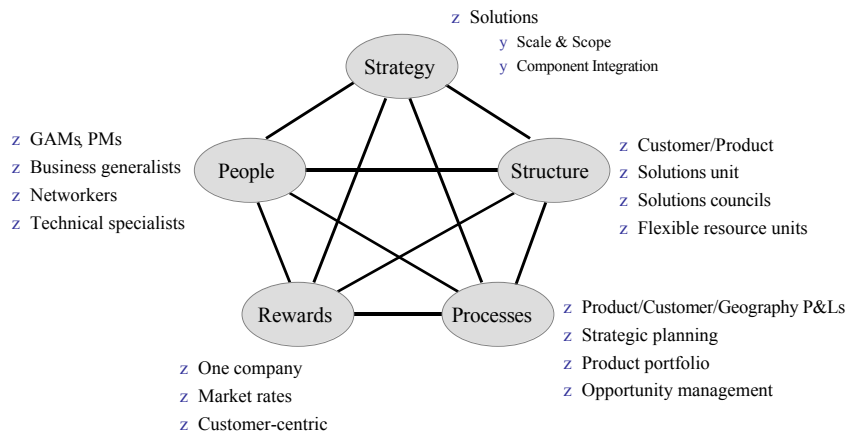 z Solutions
y Scale & Scope
y Component Integration
Strategy
z GAMs, PMs
z Business generalists
z Networkers
z Technical specialists
People
Structure
z Customer/Product
z Solutions unit
z Solutions councils
z Flexible resource units
Rewards
Processes
z Product/Customer/Geography P&Ls
z Strategic planning
z Product portfolio
z Opportunity management
z One company
z Market rates
z Customer-centric